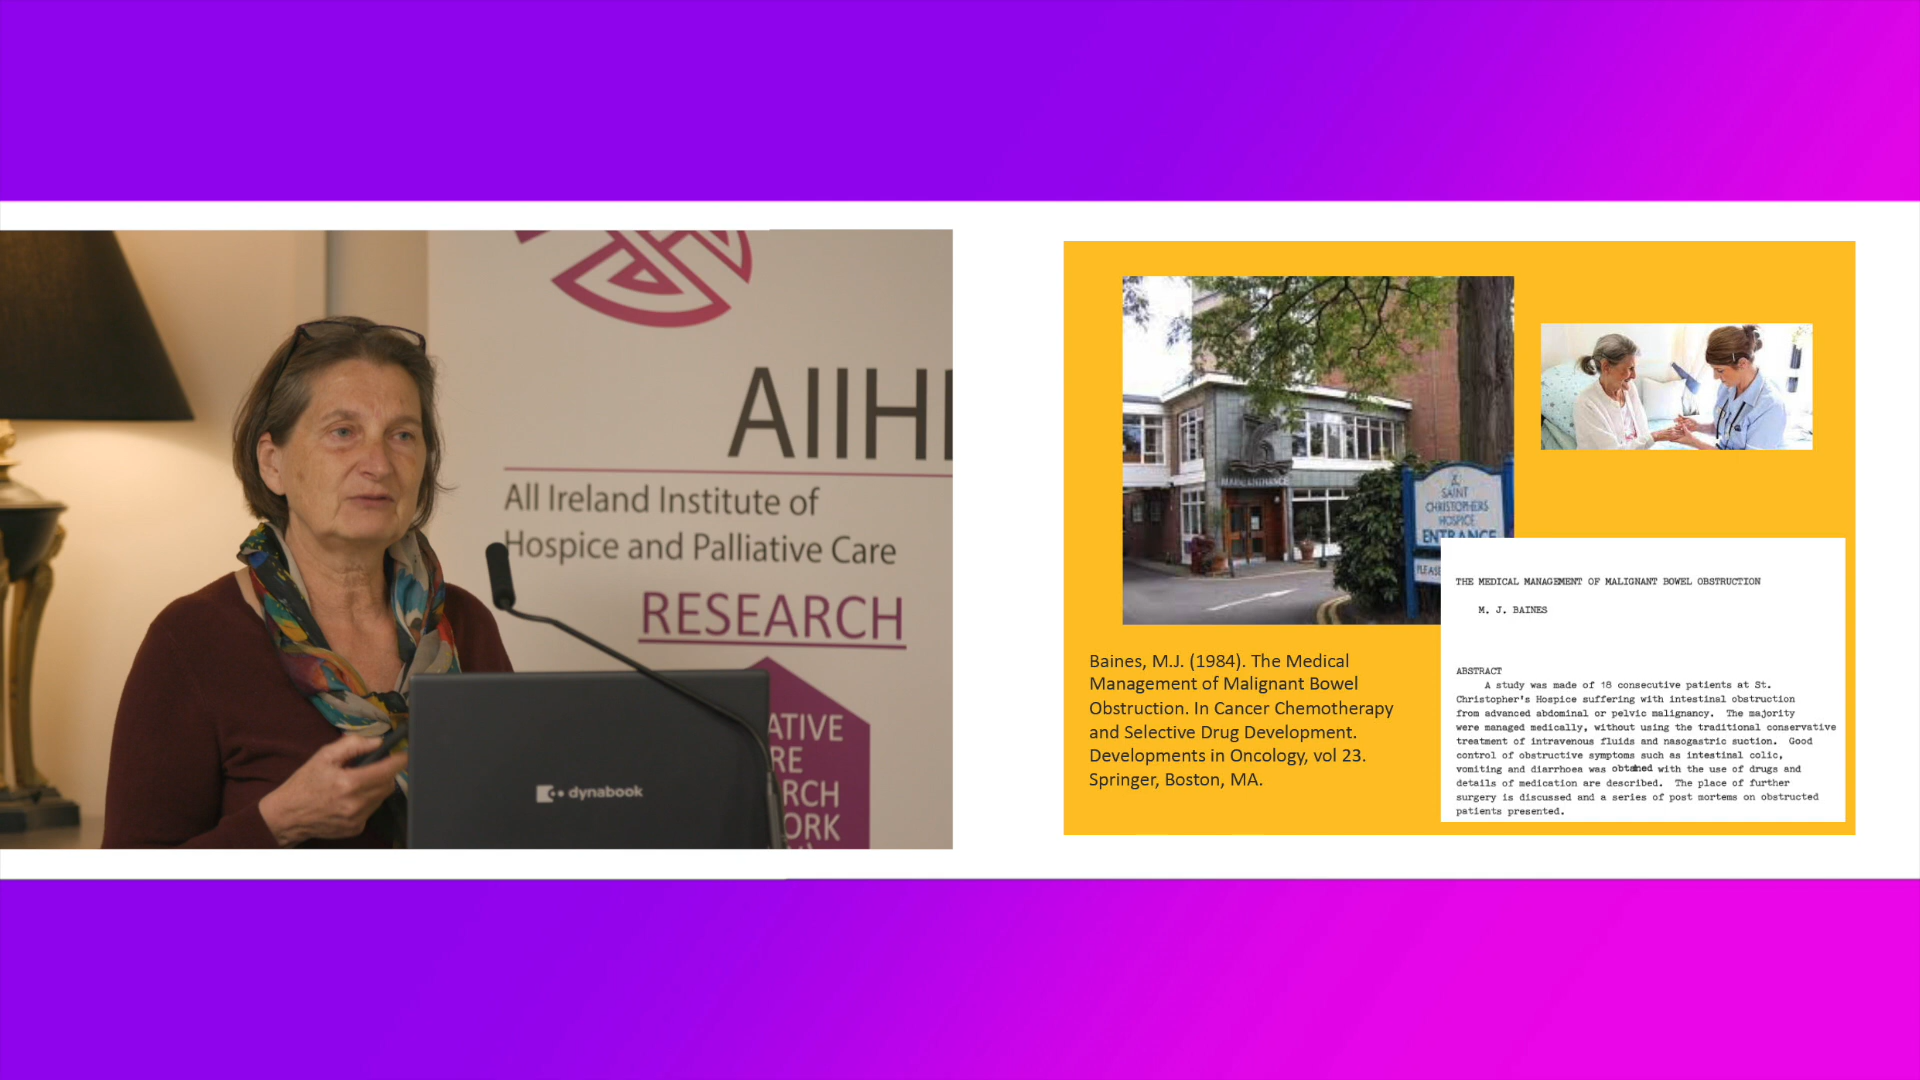 AIIH
All Ireland Institute of
Hospice and Palliative Care
RESEARCH
ATIVE
RE
RCH
ORK
dynabook
MAIN ENTRANCE
SAINT
CHRISTOPHERS
HOSPICE
ENTRANCE
PLEAS
Baines, M.J. (1984). The Medical
Management of Malignant Bowel
Obstruction. In Cancer Chemotherapy
and Selective Drug Development.
Developments in Oncology, vol 23.
Springer, Boston, MA.
THE MEDICAL MANAGEMENT OF MALIGNANT BOWEL OBSTRUCTION
M. J. BAINES
ABSTRACT
A study was made of 18 consecutive patients at St.
Christopher's Hospice suffering with intestinal obstruction
from advanced abdominal or pelvic malignancy. The majority
were managed medically, without using the traditional conservative
treatment of intravenous fluids and nasogastric suction. Good
control of obstructive symptoms such as intestinal colic,
vomiting and diarrhoea was obtained with the use of drugs and
details of medication are described. The place of further
surgery is discussed and a series of post mortems on obstructed
patients presented.